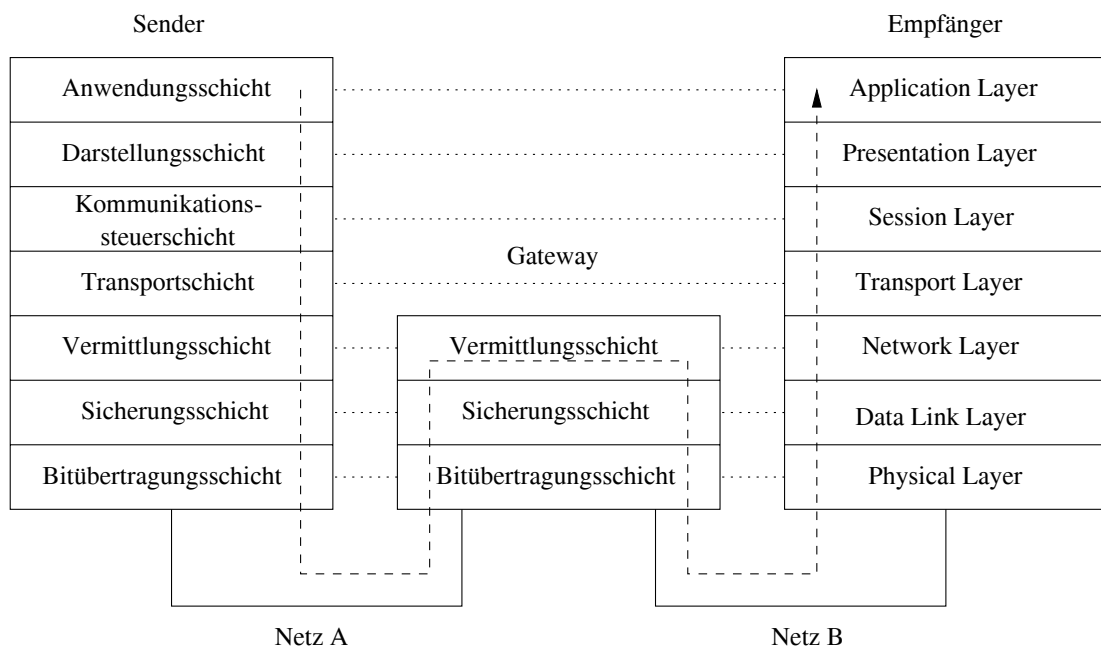 Sender
Empfänger
Anwendungsschicht
Application Layer
Darstellungsschicht
Presentation Layer
Kommunikations-
steuerschicht
Session Layer
Gateway
Transportschicht
Transport Layer
Vermittlungsschicht
Vermittlungsschicht
Network Layer
Sicherungsschicht
Sicherungsschicht
Data Link Layer
Bitübertragungsschicht
Bitübertragungsschicht
Physical Layer
Netz A
Netz B